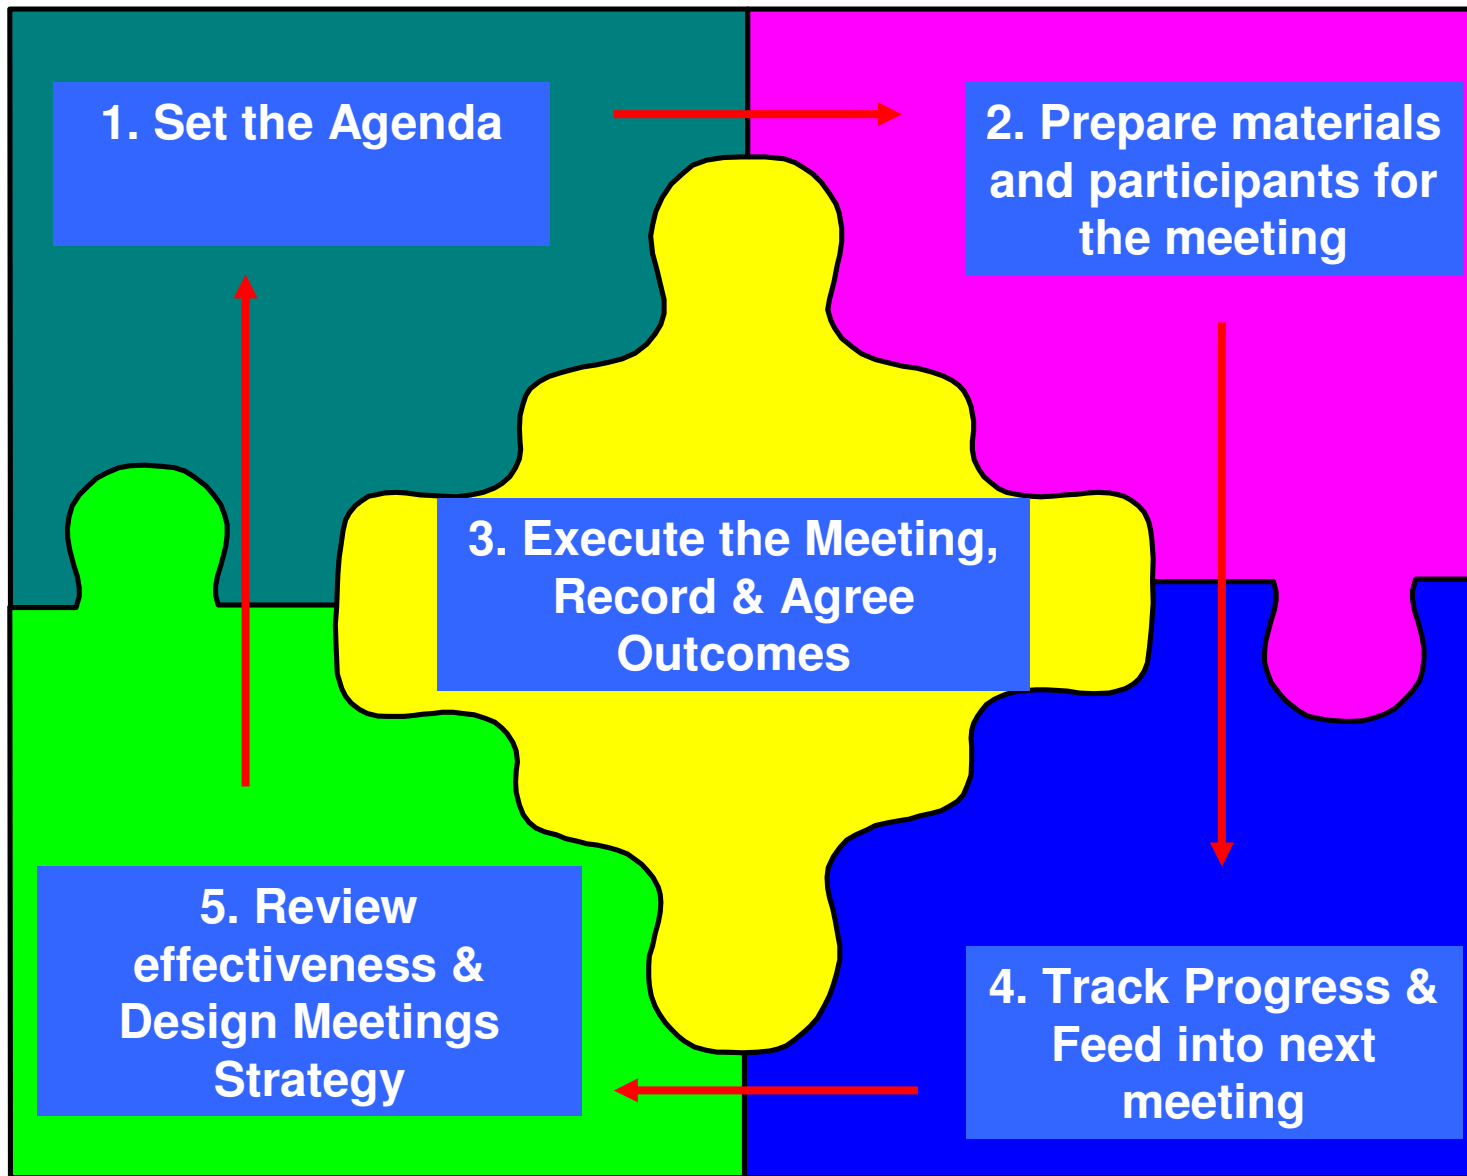 1. Set the Agenda
2. Prepare materials
and participants for
the meeting
3. Execute the Meeting,
Record & Agree
Outcomes
4. Track Progress &
Feed into next
meeting
5. Review
effectiveness &
Design Meetings
Strategy